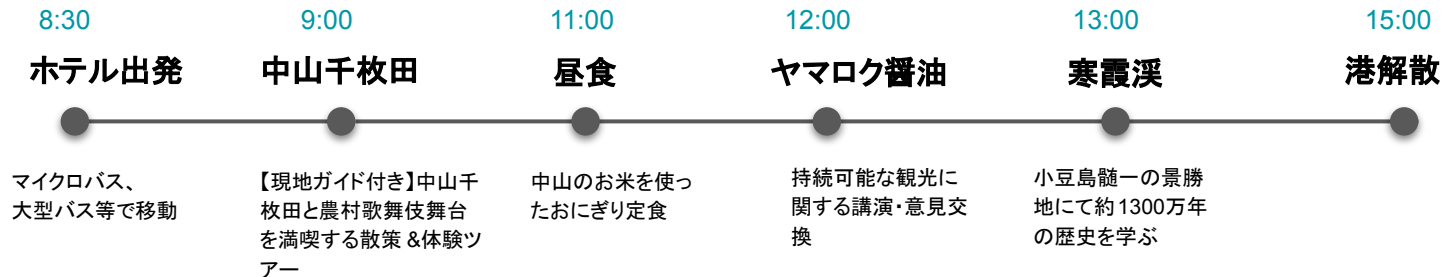 8:30
9:00
11:00
12:00
13:00
15:00
ホテル出発
中山千枚田
昼食
ヤマロク醤油
寒霞渓
港解散
マイクロバス、
大型バス等で移動
【現地ガイド付き】中山千
枚田と農村歌舞伎舞台
を満喫する散策 &体験ツ
アー
中山のお米を使っ
たおにぎり定食
持続可能な観光に
関する講演・意見交
換
小豆島髄一の景勝
地にて約1300万年
の歴史を学ぶ